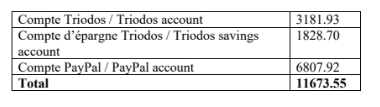 Compte Triodos / Triodos account 3181.93
Compte d'épargne Triodos / Triodos savings 1828.70
account
Compte PayPal / PayPal account 6807.92
Total 11673.55